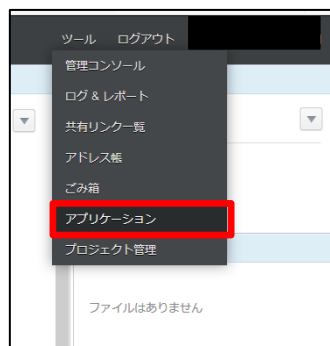 ツール ログアウト
管理コンソール
ログ & レポート
共有リンク一覧
アドレス帳
ごみ箱
アプリケーション
プロジェクト管理
ファイルはありません